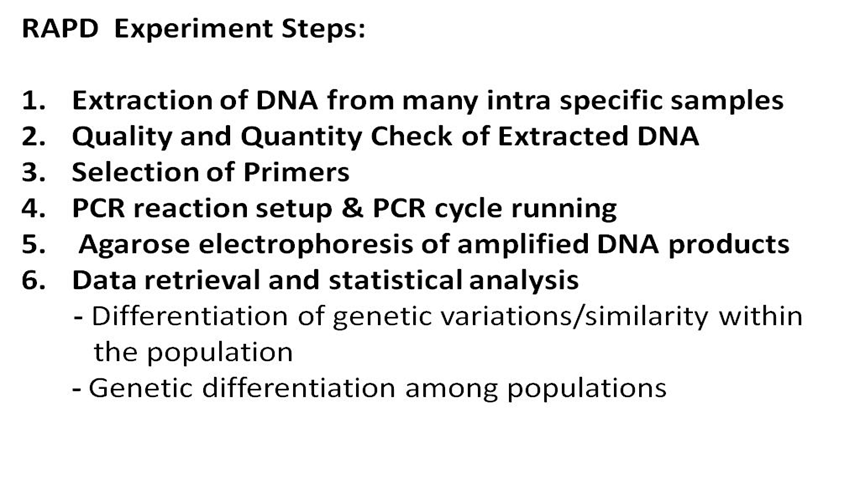 RAPD  Experiment Steps:
1. Extraction of DNA from many intra specific samples
2. Quality and Quantity Check of Extracted DNA
3. Selection of Primers
4. PCR reaction setup & PCR cycle running
5. Agarose electrophoresis of amplified DNA products
6. Data retrieval and statistical analysis
- Differentiation of genetic variations/similarity within
the population
- Genetic differentiation among populations